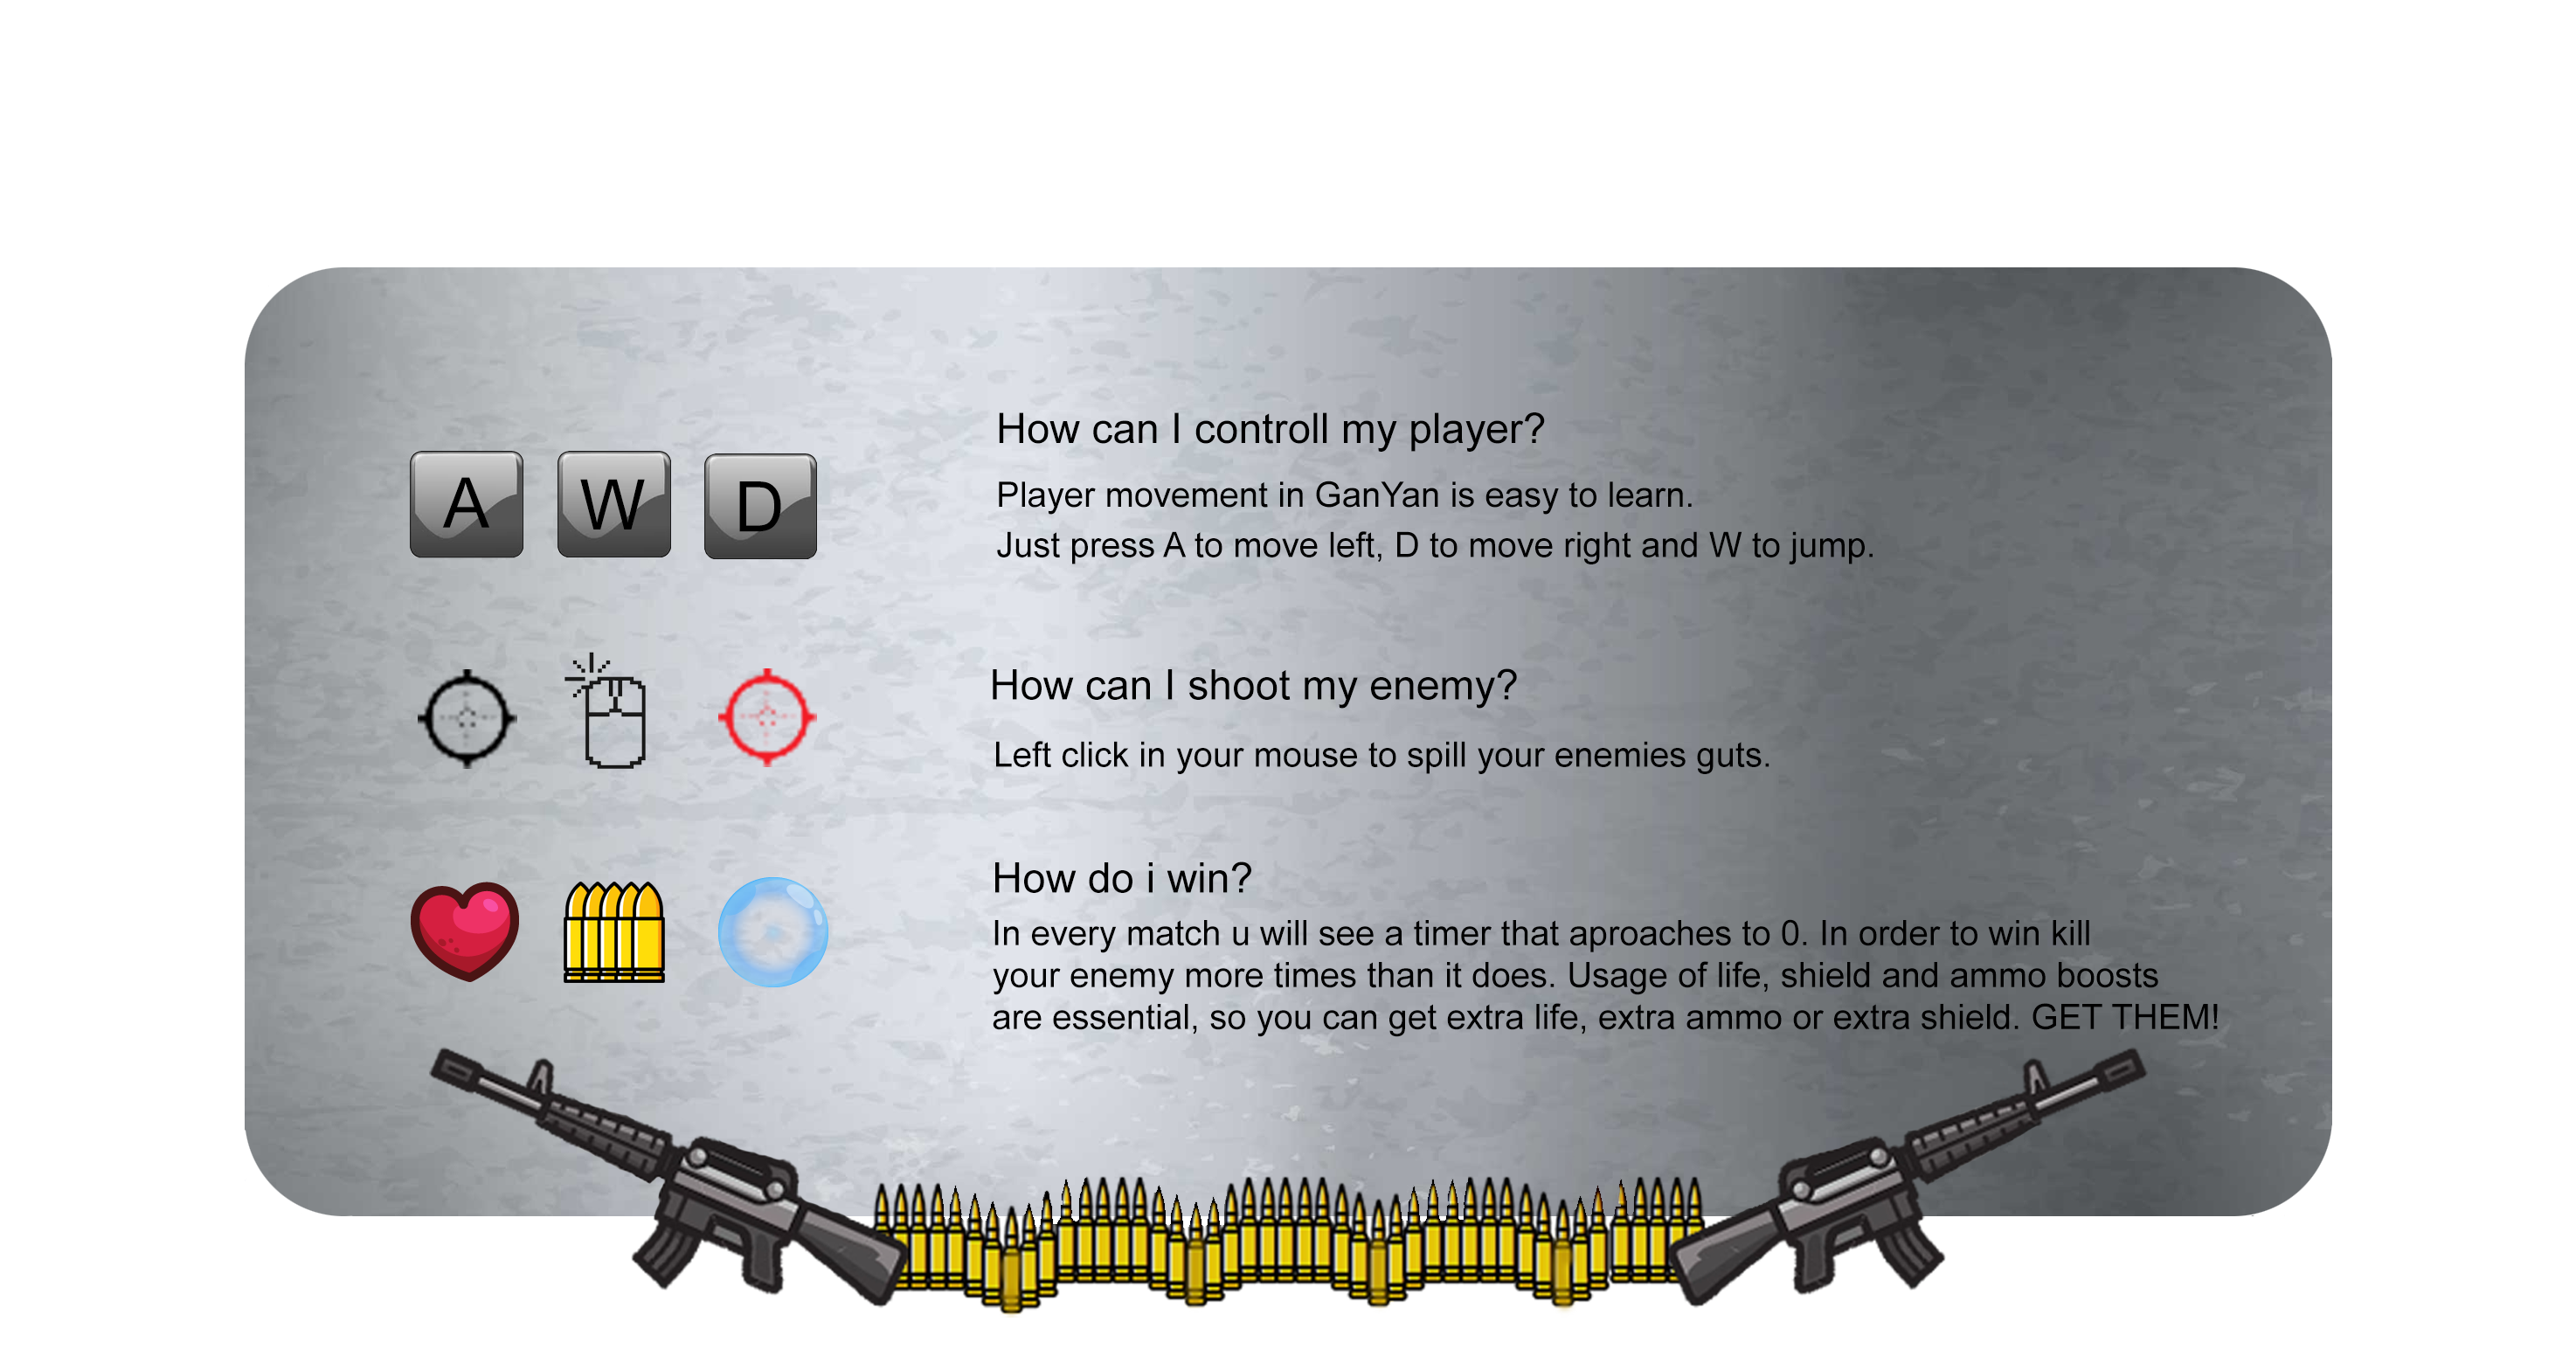 How can I controll my player?
A W D
Player movement in GanYan is easy to learn.
Just press A to move left, D to move right and W to jump.
How can I shoot my enemy?
Left click in your mouse to spill your enemies guts.
How do i win?
In every match u will see a timer that aproaches to 0. In order to win kill
your enemy more times than it does. Usage of life, shield and ammo boosts
are essential, so you can get extra life, extra ammo or extra shield. GET THEM!